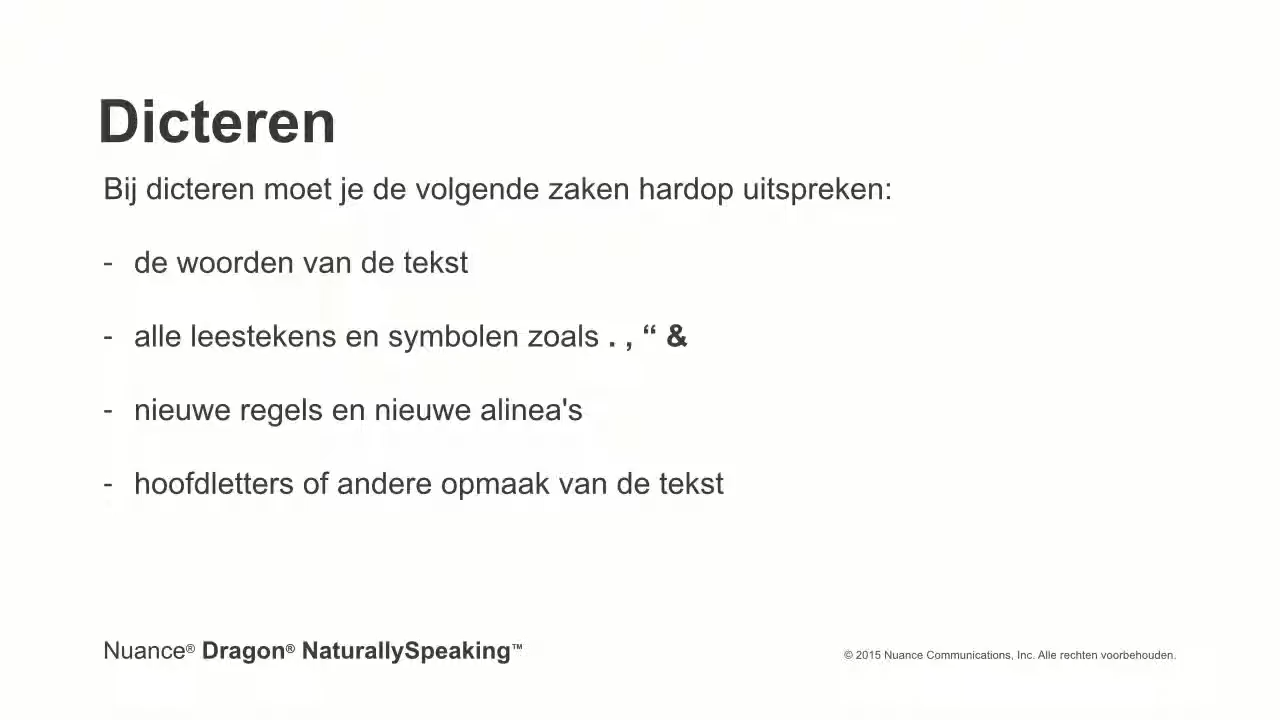 Dicteren
Bij dicteren moet je de volgende zaken hardop uitspreken:
- de woorden van de tekst
- alle leestekens en symbolen zoals . , “ &
- nieuwe regels en nieuwe alinea's
- hoofdletters of andere opmaak van de tekst
Nuance® Dragon® NaturallySpeaking™
© 2015 Nuance Communications, Inc. Alle rechten voorbehouden.